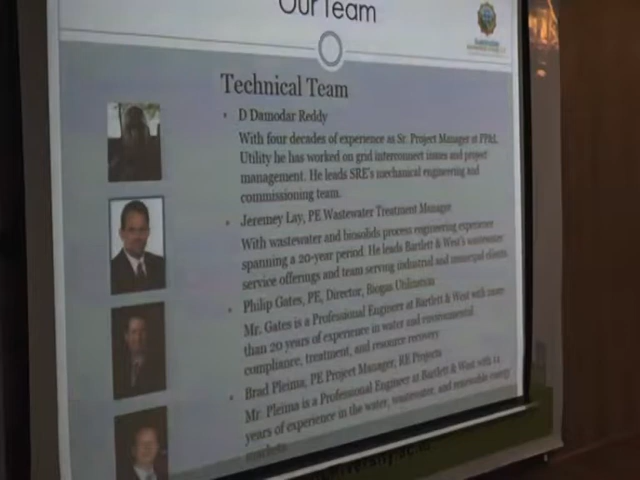 Our Team
Technical Team
• D Damodar Reddy
With four decades of experience as Sr. Project Manager at PP&L
Utility he has worked on grid interconnect issues and project
management. He leads SRE's mechanical engineering and
commissioning team.
• Jeremey Lay, PE Wastewater Treatment Manager
With wastewater and biosolids process engineering experience
spanning a 20-year period. He leads Bartlett & West's wastewater
service offerings and team serving industrial and municipal clients
• Philip Gates, PE, Director, Biogas Utilization
Mr. Gates is a Professional Engineer at Bartlett & West with more
than 20 years of experience in water and environmental
compliance, treatment, and resource recovery
• Brad Pleima, PE Project Manager, RE Projects
Mr. Pleima is a Professional Engineer at Bartlett & West with 11
years of experience in the water, wastewater, and renewable energy
markets